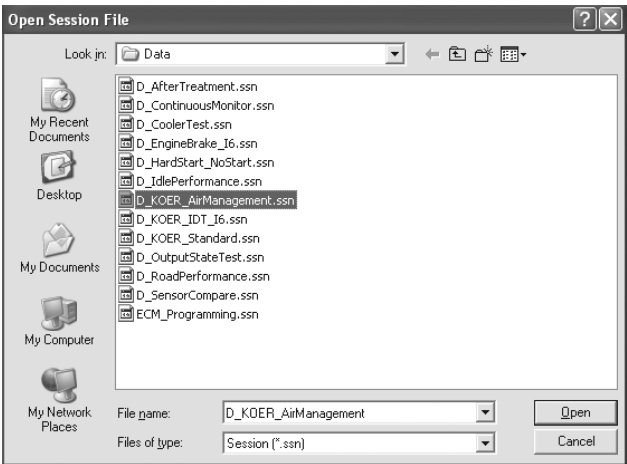 Open Session File
Look in:
Data
My Recent
Documents
Desktop
My Documents
My Computer
My Network
Places
D_AfterTreatment.ssn
D_ContinuousMonitor.ssn
D_CoolerTest.ssn
D_EngineBrake_I6.ssn
D_HardStart_NoStart.ssn
D_IdlePerformance.ssn
D_KOER_AirManagement.ssn
D_KOER_IDT_I6.ssn
D_KOER_Standard.ssn
D_OutputStateTest.ssn
D_RoadPerformance.ssn
D_SensorCompare.ssn
ECM_Programming.ssn
File name:
D_KOER_AirManagement
Open
Files of type:
Session (*.ssn)
Cancel